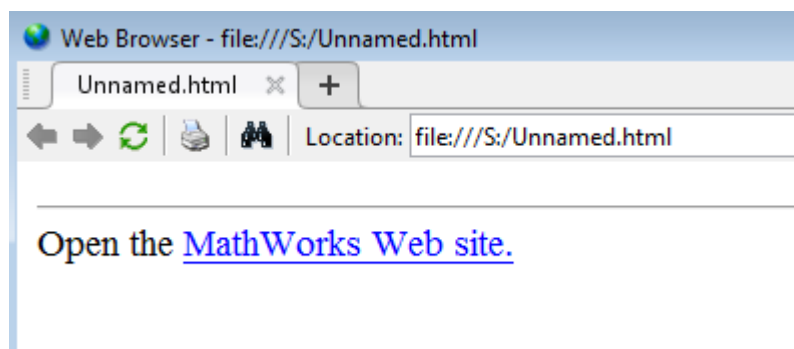 Web Browser - file:///S:/Unnamed.html
Unnamed.html
Location: file:///S:/Unnamed.html
Open the MathWorks Web site.